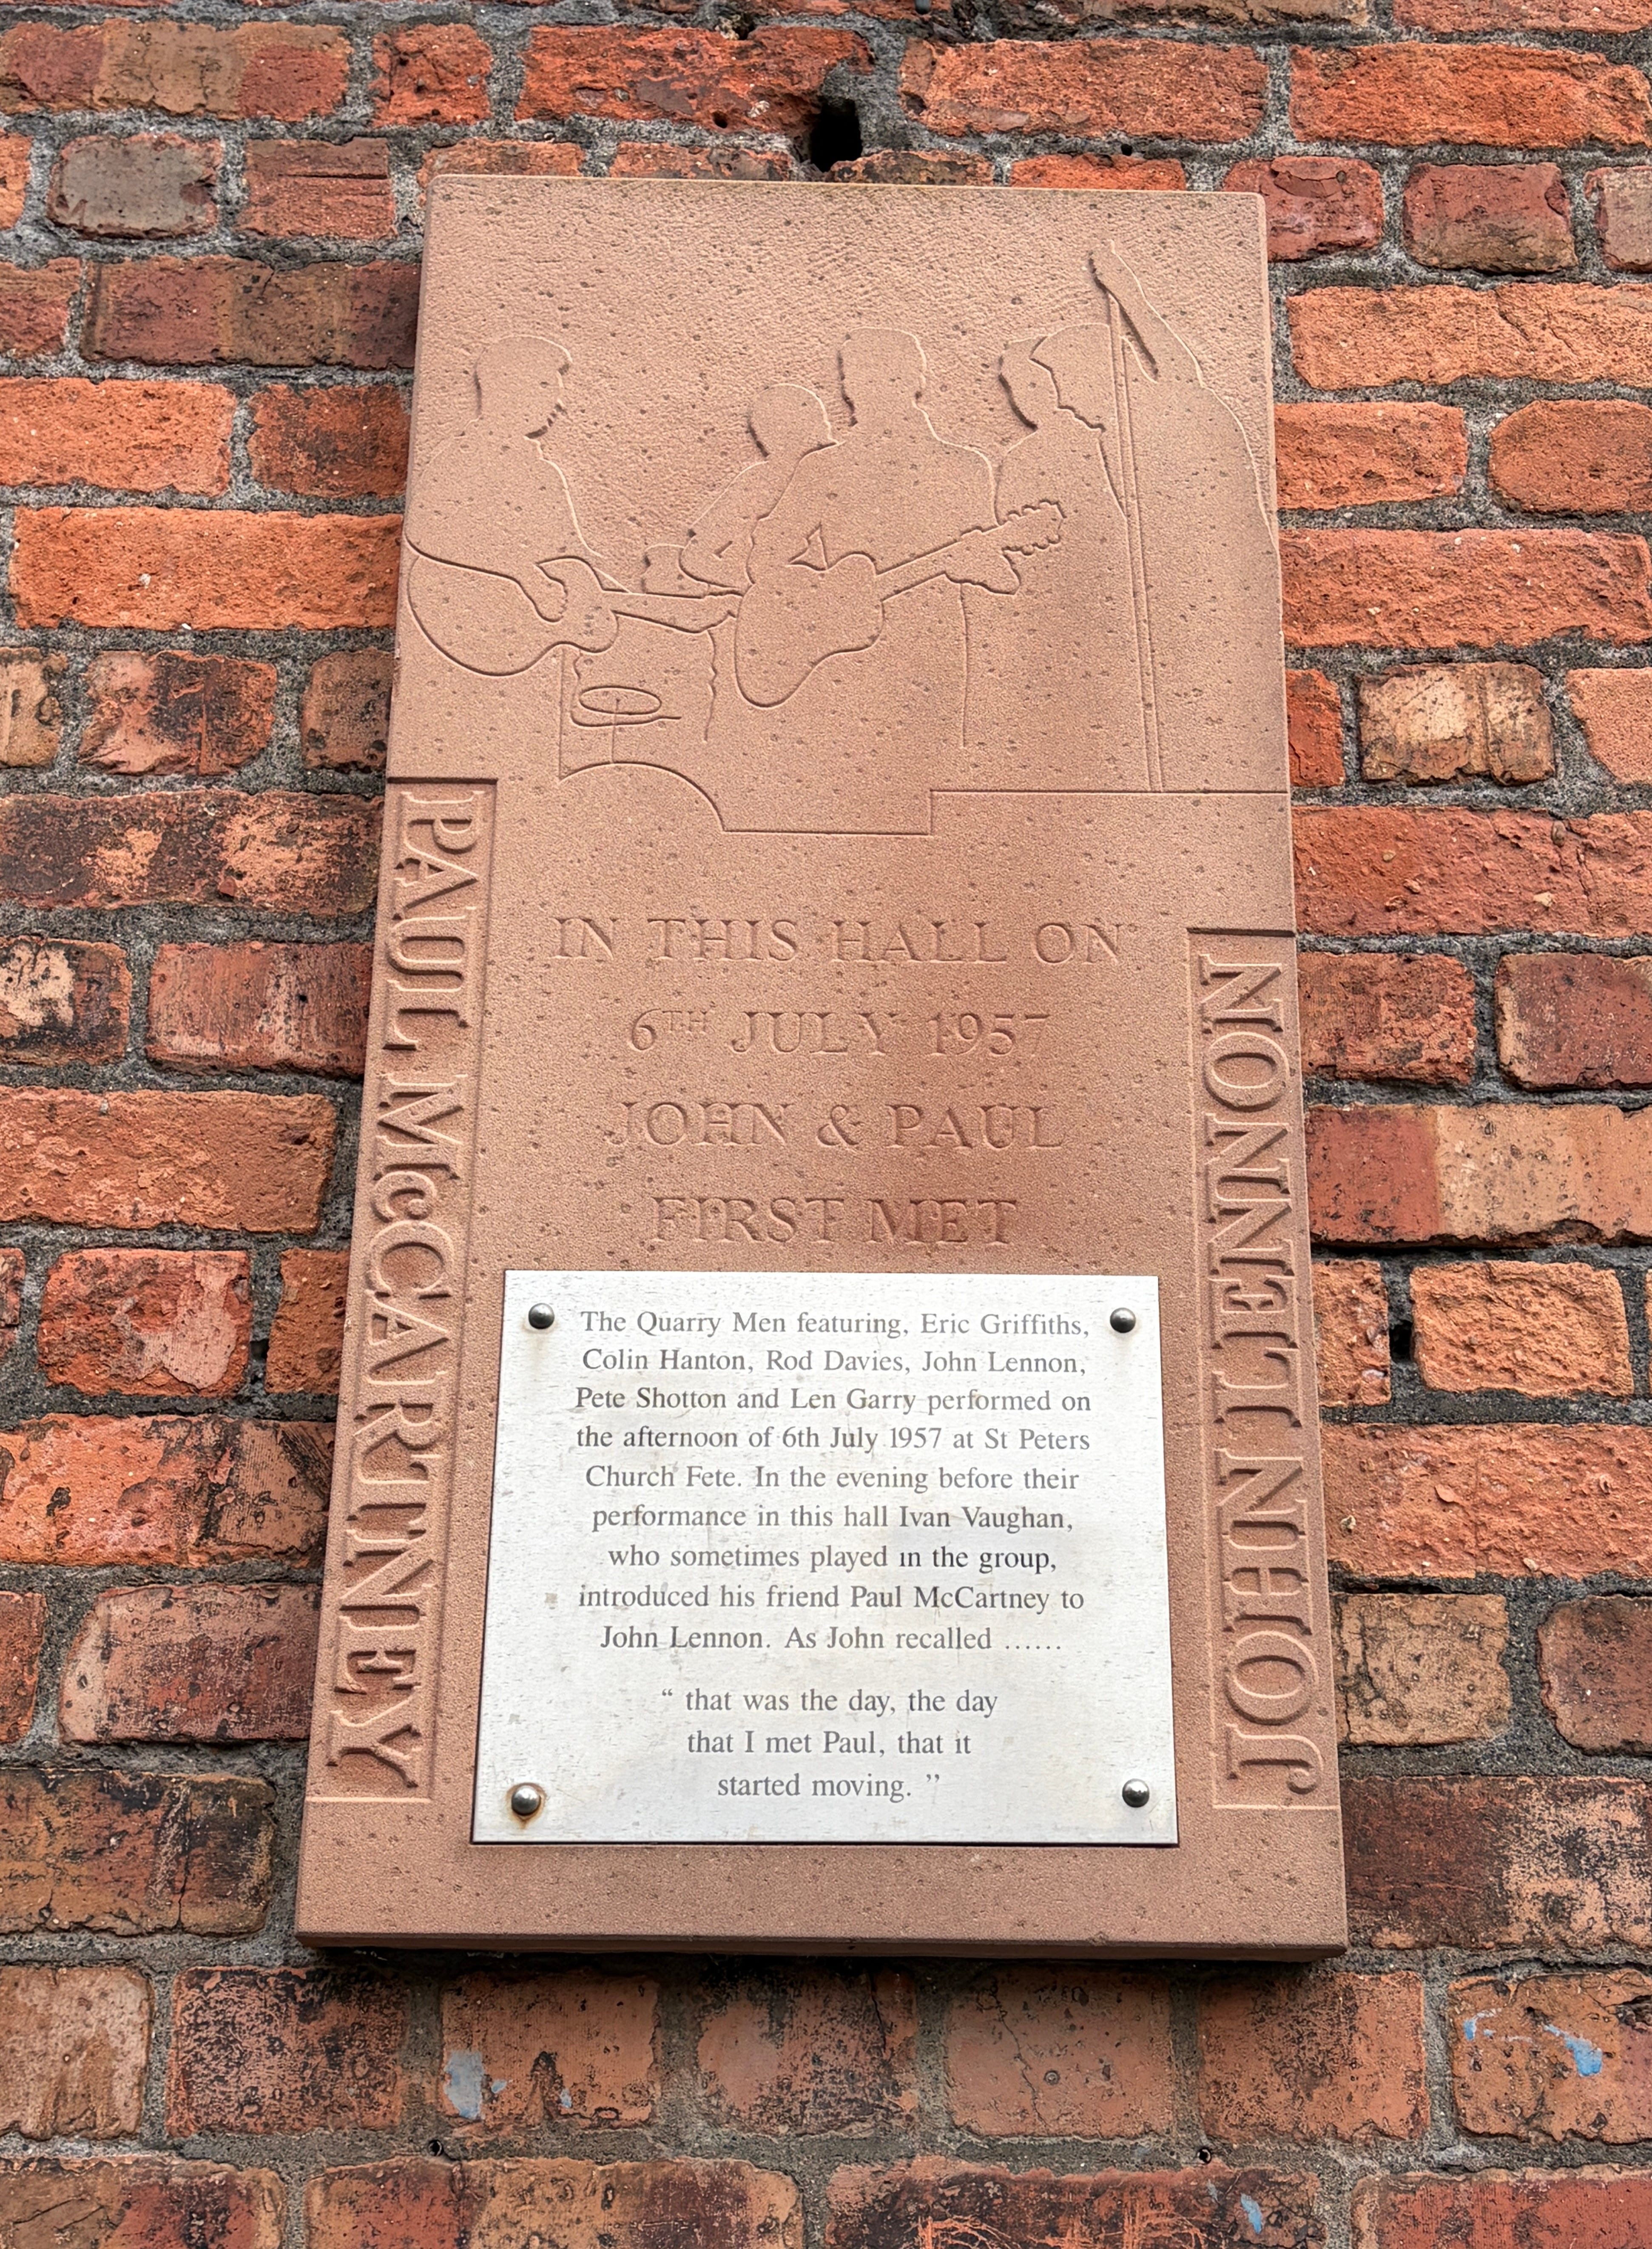 PAUL McCARTNEY
IN THIS HALL ON
6TH JULY 1957
JOHN & PAUL
FIRST MET
JOHN LENNON
The Quarry Men featuring, Eric Griffiths,
Colin Hanton, Rod Davies, John Lennon,
Pete Shotton and Len Garry performed on
the afternoon of 6th July 1957 at St Peters
Church Fete. In the evening before their
performance in this hall Ivan Vaughan,
who sometimes played in the group,
introduced his friend Paul McCartney to
John Lennon. As John recalled ......
“ that was the day, the day
that I met Paul, that it
started moving. ”